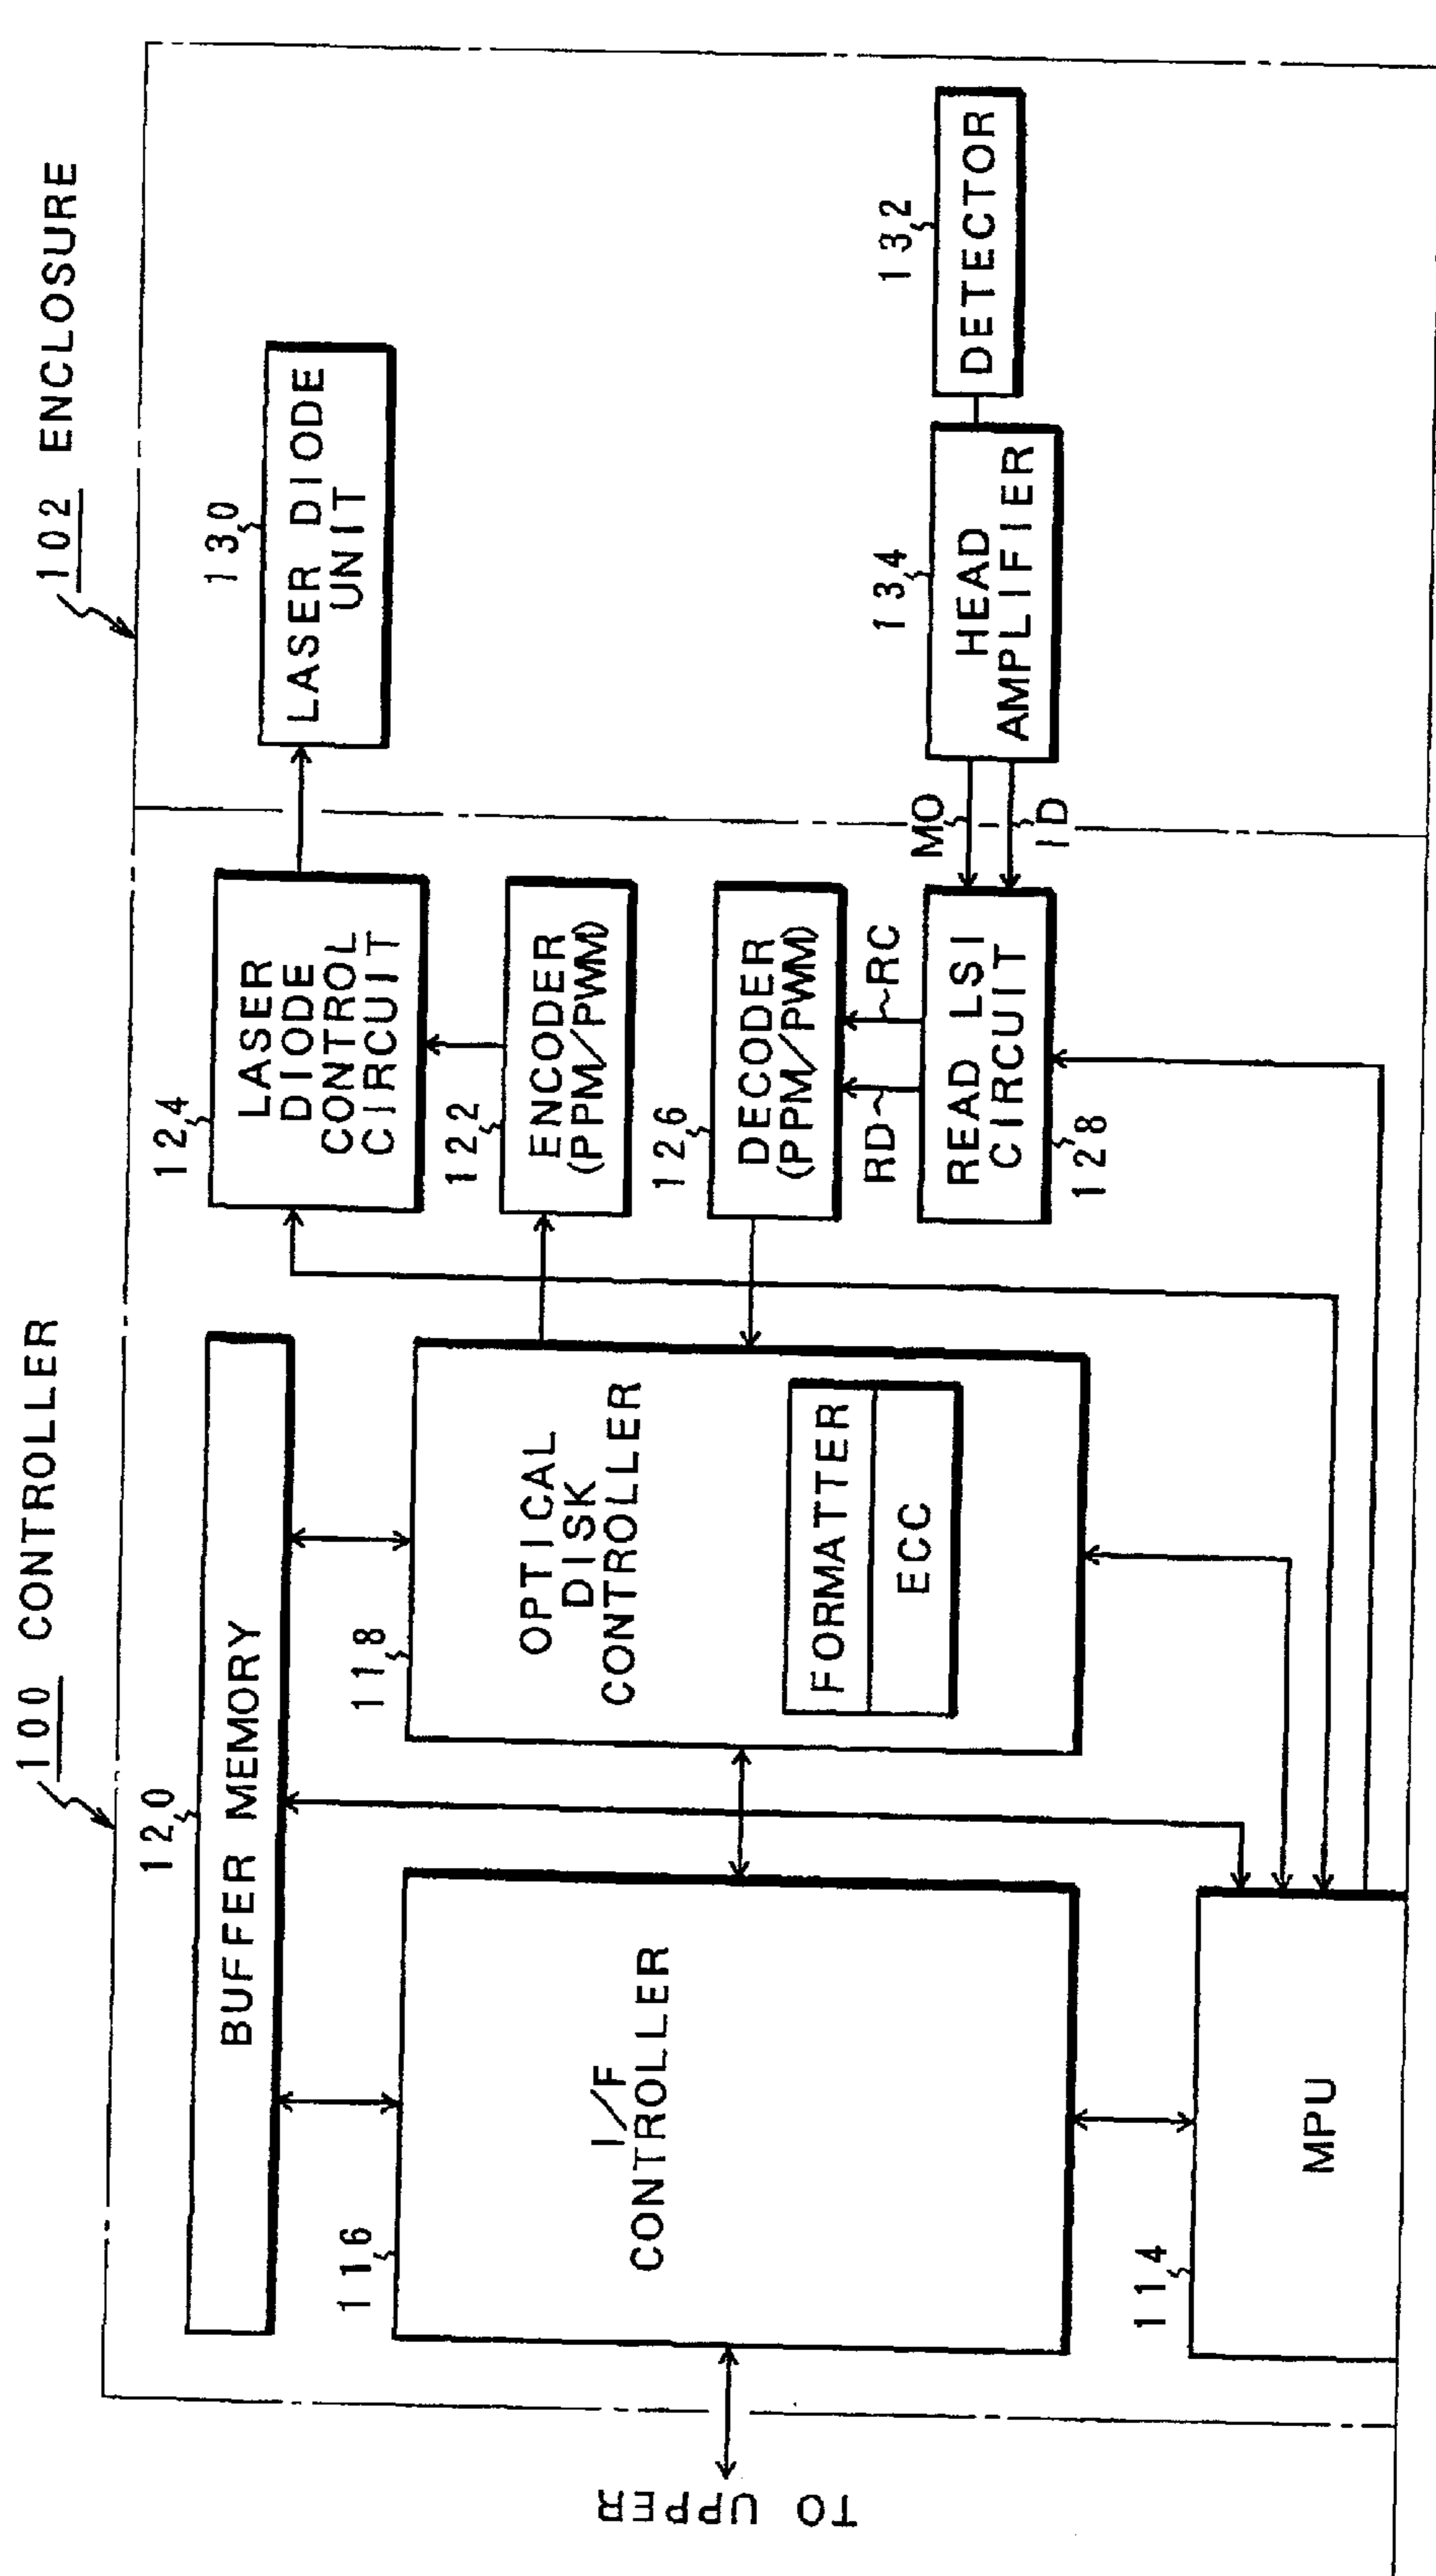 100 CONTROLLER
102 ENCLOSURE
120
BUFFER MEMORY
124
LASER
DIODE
CONTROL
CIRCUIT
130
LASER DIODE
UNIT
116
I/F
CONTROLLER
118
OPTICAL
DISK
CONTROLLER
FORMATTER
ECC
122
ENCODER
(PPM/PWM)
126
DECODER
(PPM/PWM)
RD
RC
READ LSI
CIRCUIT
128
MO
ID
134
HEAD
AMPLIFIER
132
DETECTOR
TO UPPER
114
MPU